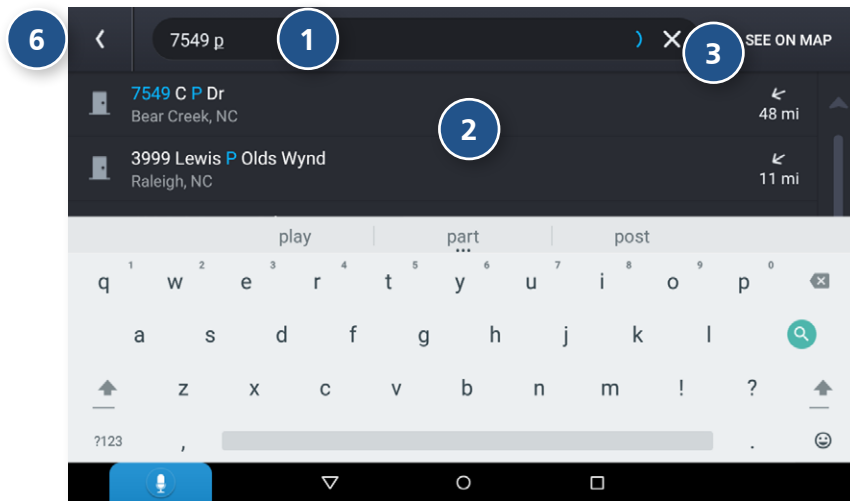 6 7549 p 1 3 SEE ON MAP
7549 C P Dr
Bear Creek, NC
48 mi
2
3999 Lewis P Olds Wynd
Raleigh, NC
11 mi
play part post
q 1 w 2 e 3 r 4 t 5 y 6 u 7 i 8 o 9 p 0
a s d f g h j k l
z x c v b n m ! ?
?123 , .